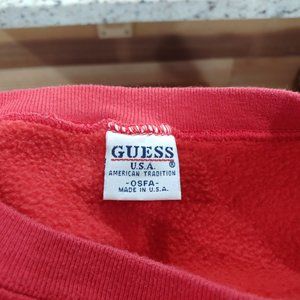 GUESS
U.S.A. ®
AMERICAN TRADITION
-OSFA-
MADE IN U.S.A.